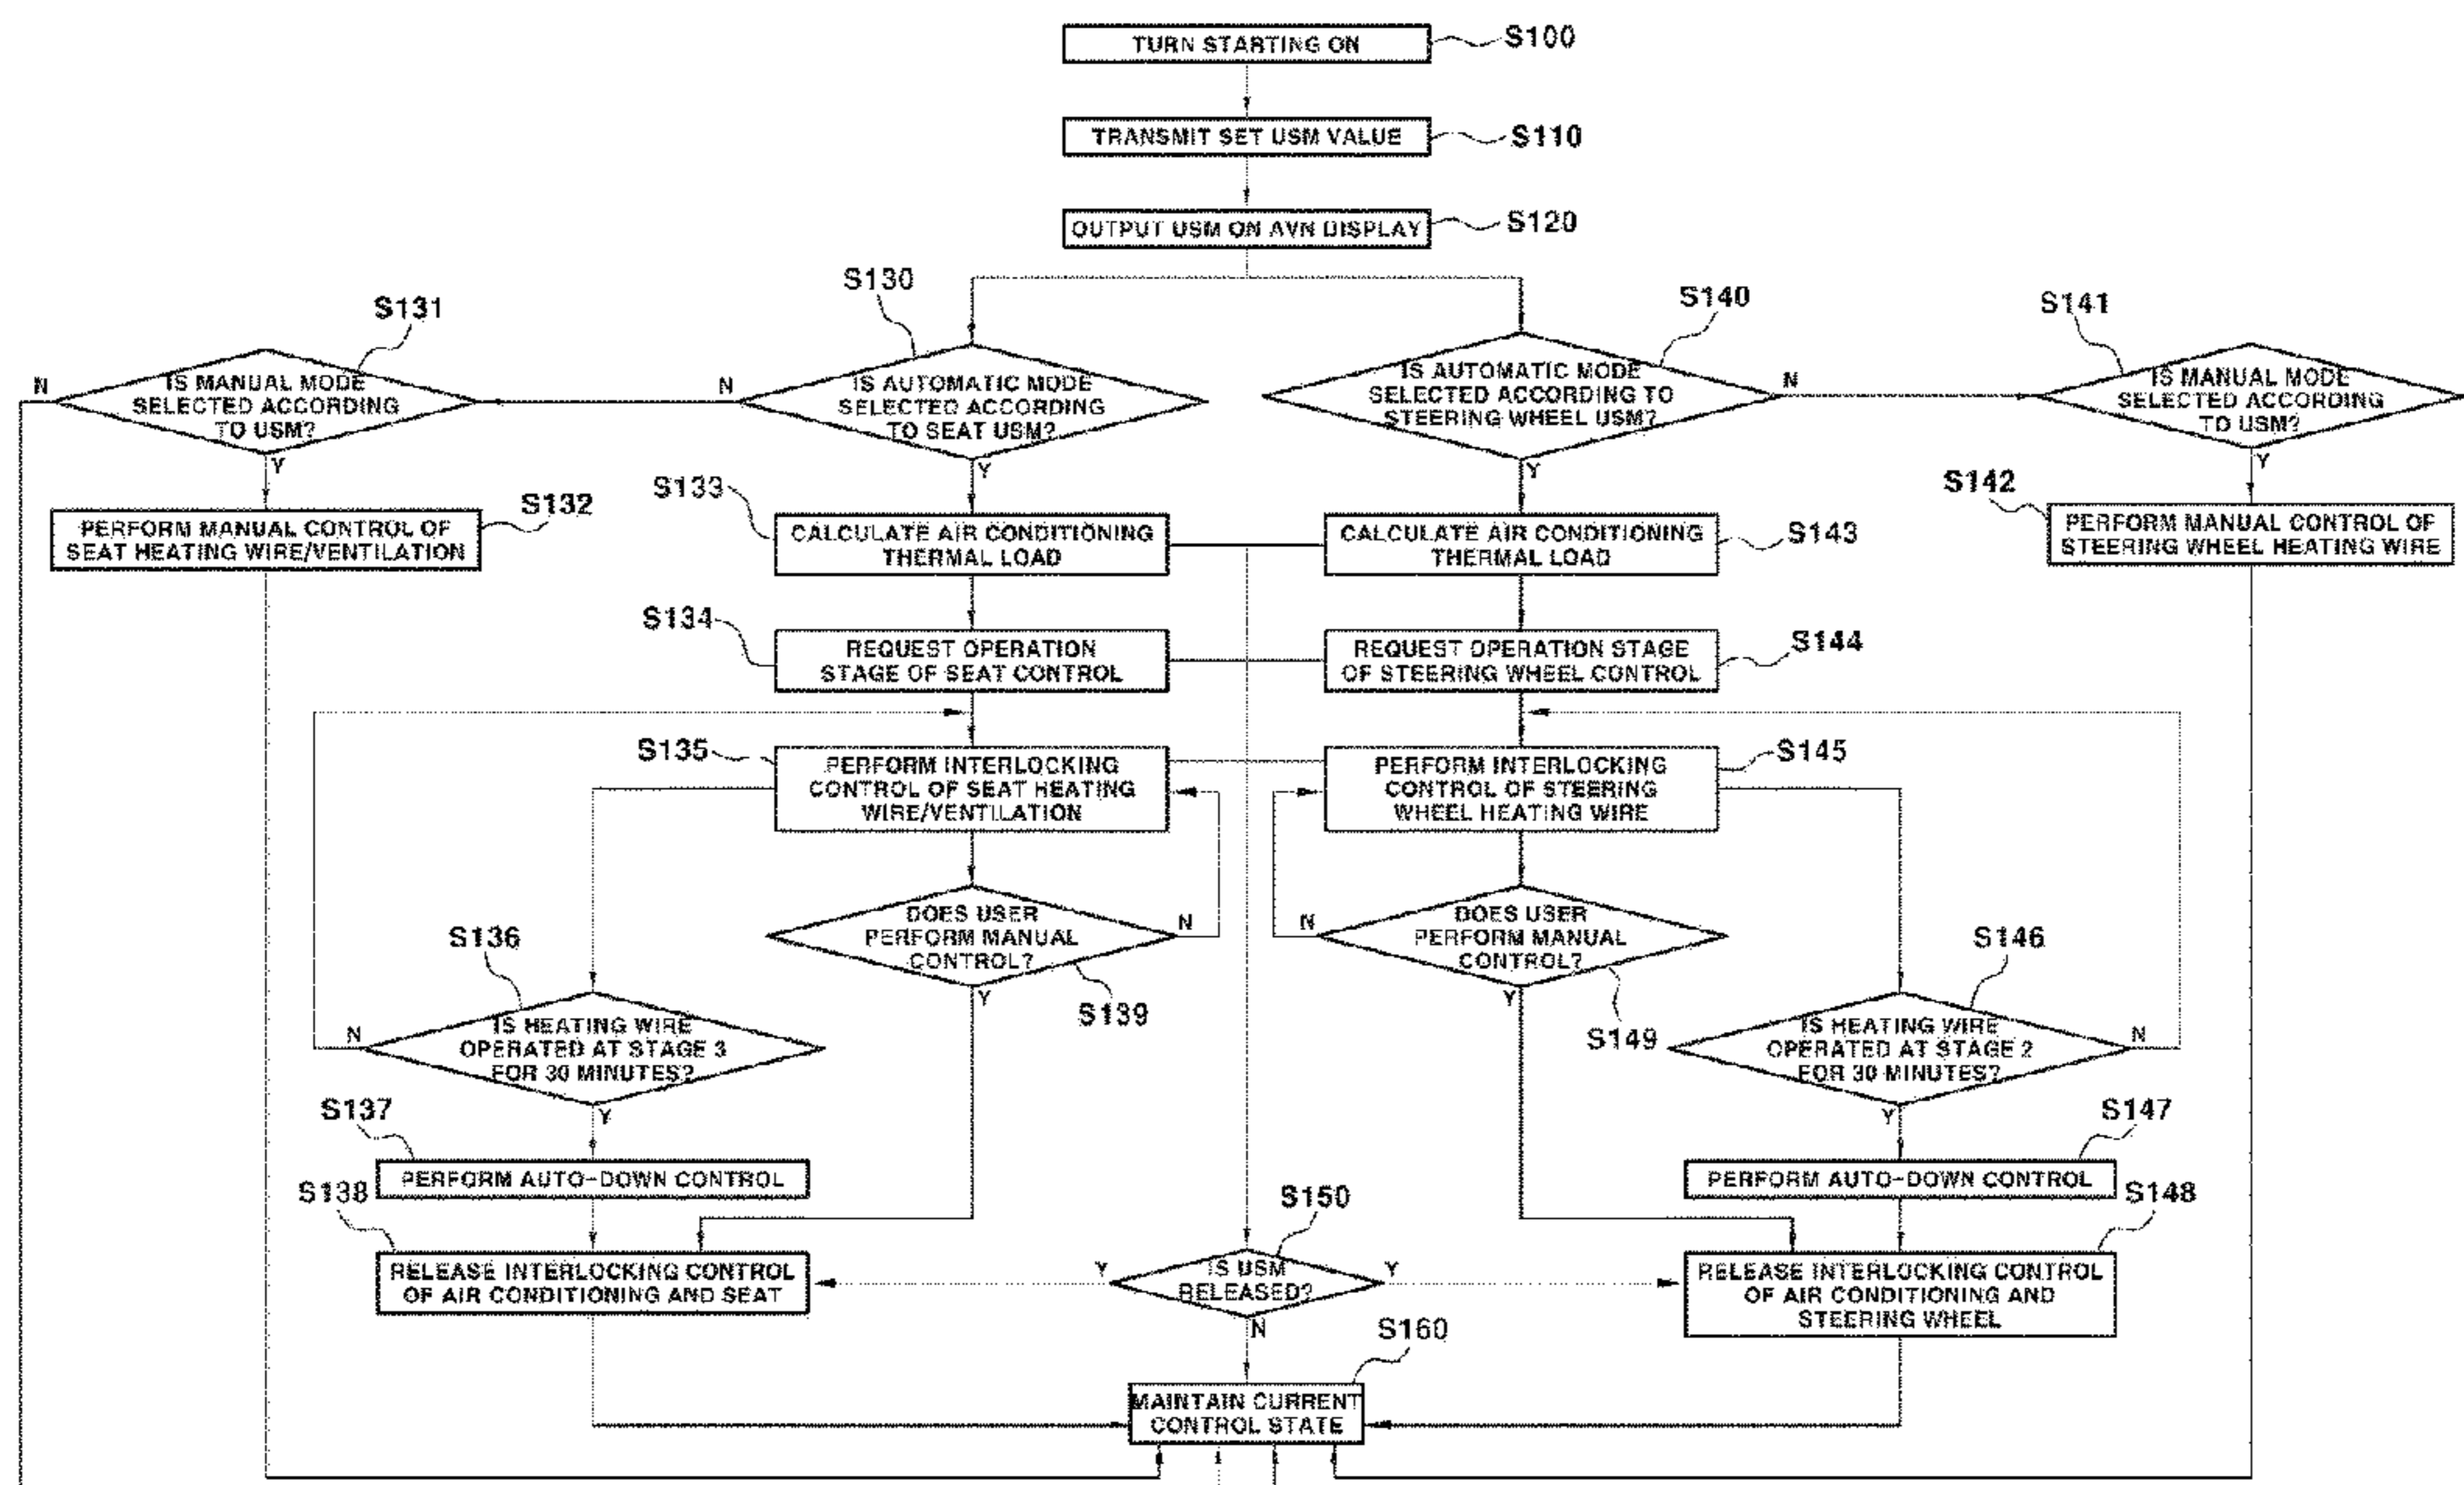 TURN STARTING ON
S100
TRANSMIT SET USM VALUE
S110
OUTPUT USM ON AVN DISPLAY
S120
S131
S130
S140
S141
N
IS MANUAL MODE
SELECTED ACCORDING
TO USM?
Y
N
IS AUTOMATIC MODE
SELECTED ACCORDING
TO SEAT USM?
Y
IS AUTOMATIC MODE
SELECTED ACCORDING TO
STEERING WHEEL USM?
Y
N
IS MANUAL MODE
SELECTED ACCORDING
TO USM?
Y
S132
PERFORM MANUAL CONTROL OF
SEAT HEATING WIRE/VENTILATION
S133
CALCULATE AIR CONDITIONING
THERMAL LOAD
CALCULATE AIR CONDITIONING
THERMAL LOAD
S143
S142
PERFORM MANUAL CONTROL OF
STEERING WHEEL HEATING WIRE
S134
REQUEST OPERATION
STAGE OF SEAT CONTROL
REQUEST OPERATION STAGE
OF STEERING WHEEL CONTROL
S144
S135
PERFORM INTERLOCKING
CONTROL OF SEAT HEATING
WIRE/VENTILATION
PERFORM INTERLOCKING
CONTROL OF STEERING
WHEEL HEATING WIRE
S145
DOES USER
PERFORM MANUAL
CONTROL?
N
Y
S139
N
DOES USER
PERFORM MANUAL
CONTROL?
Y
S149
S136
N
IS HEATING WIRE
OPERATED AT STAGE 3
FOR 30 MINUTES?
Y
S146
IS HEATING WIRE
OPERATED AT STAGE 2
FOR 30 MINUTES?
N
Y
S137
PERFORM AUTO-DOWN CONTROL
S147
PERFORM AUTO-DOWN CONTROL
S138
RELEASE INTERLOCKING CONTROL
OF AIR CONDITIONING AND SEAT
S150
Y
IS USM
RELEASED?
Y
N
S148
RELEASE INTERLOCKING CONTROL
OF AIR CONDITIONING AND
STEERING WHEEL
S160
MAINTAIN CURRENT
CONTROL STATE